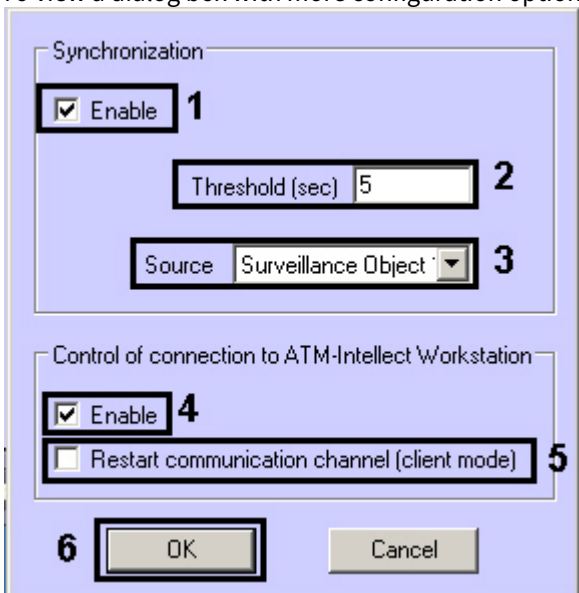 To view a dialog box with more configuration option
Synchronization
Enable 1
Threshold (sec) 5 2
Source Surveillance Object 3
Control of connection to ATM-Intellect Workstation
Enable 4
Restart communication channel (client mode) 5
6 OK Cancel